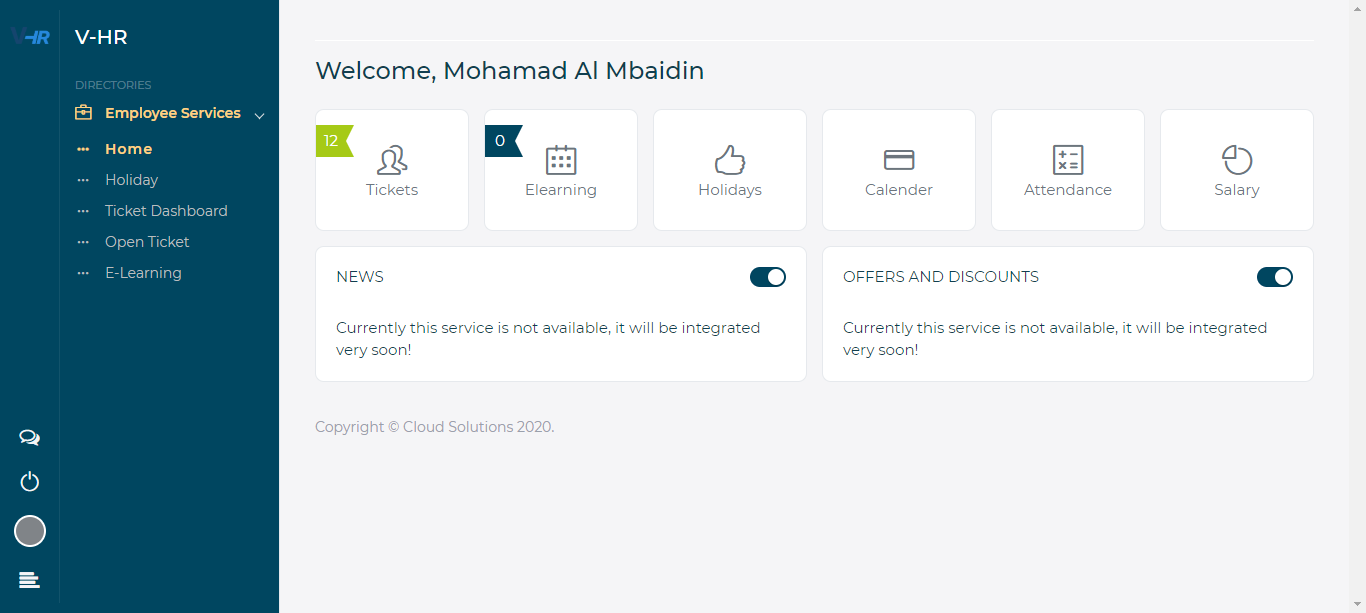 V-HR
V-HR
DIRECTORIES
Employee Services
Home
Holiday
Ticket Dashboard
Open Ticket
E-Learning
Welcome, Mohamad Al Mbaidin
12
Tickets
0
Elearning
Holidays
Calender
Attendance
Salary
NEWS
Currently this service is not available, it will be integrated
very soon!
OFFERS AND DISCOUNTS
Currently this service is not available, it will be integrated
very soon!
Copyright © Cloud Solutions 2020.